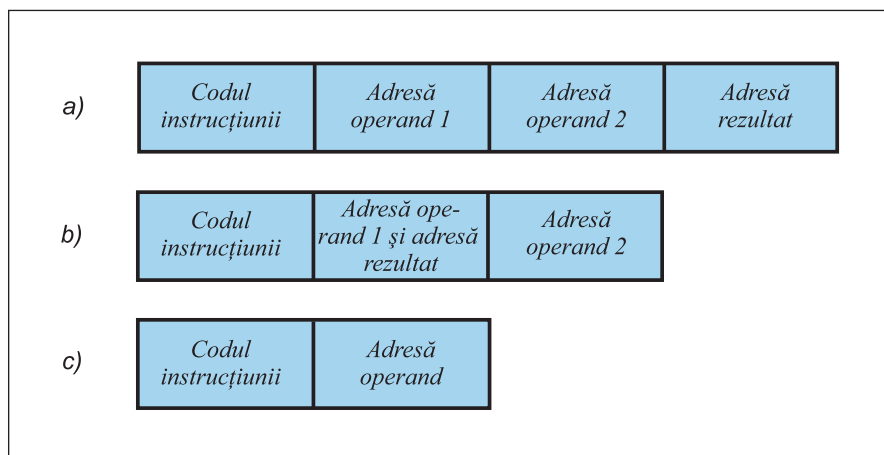 a)
Codul
instrucțiunii
Adresă
operand 1
Adresă
operand 2
Adresă
rezultat
b)
Codul
instrucțiunii
Adresă ope-
rand 1 și adresă
rezultat
Adresă
operand 2
c)
Codul
instrucțiunii
Adresă
operand